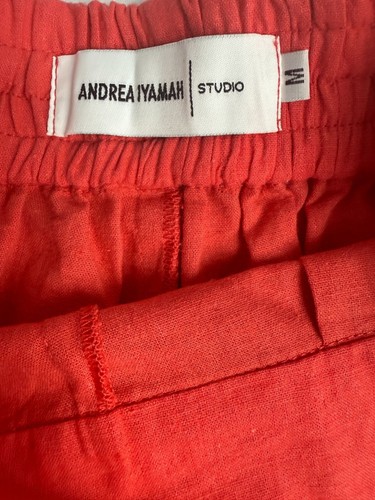 ANDREA IYAMAH | STUDIO
M